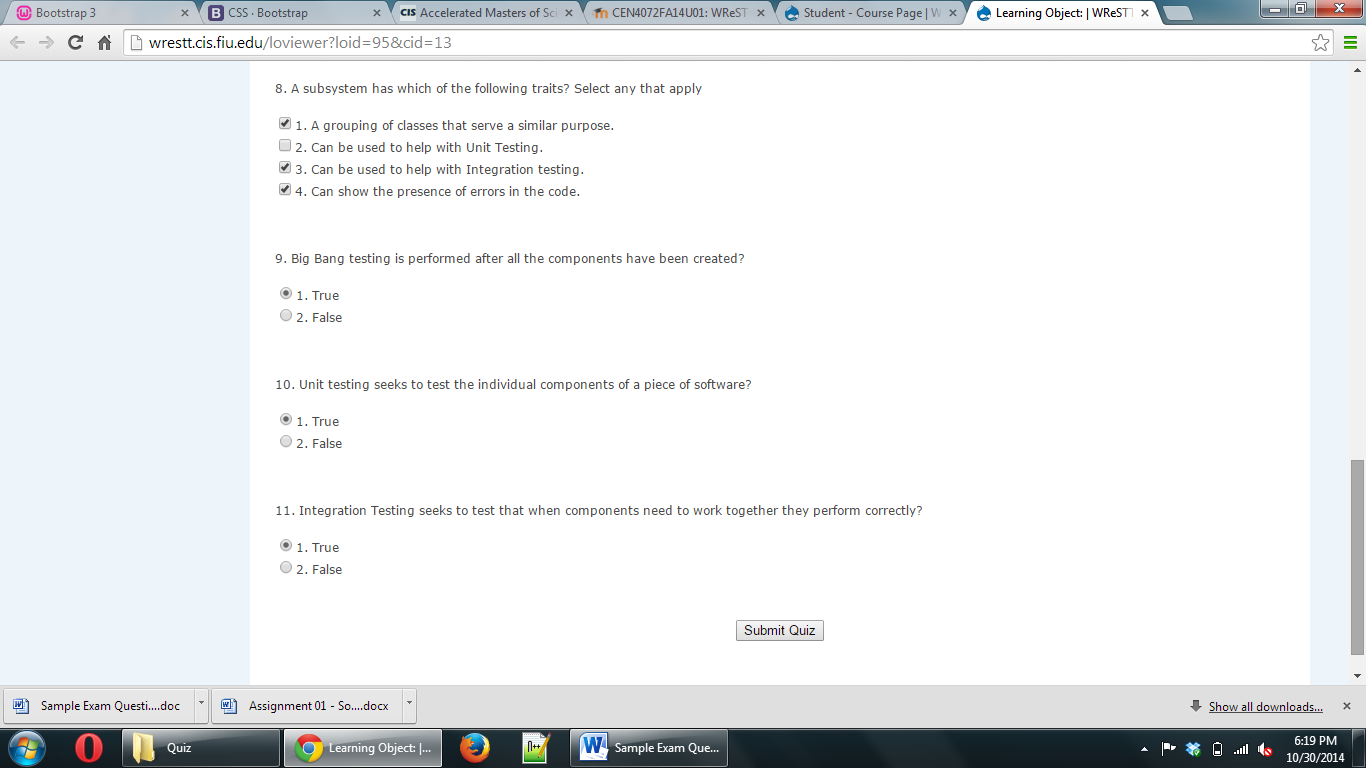 Bootstrap 3
CSS · Bootstrap
CIS Accelerated Masters of Sci
CEN4072FA14U01: WReST
Student - Course Page | W
Learning Object: | WReST
wrestt.cis.fiu.edu/loviewer?loid=95&cid=13
8. A subsystem has which of the following traits? Select any that apply
1. A grouping of classes that serve a similar purpose.
2. Can be used to help with Unit Testing.
3. Can be used to help with Integration testing.
4. Can show the presence of errors in the code.
9. Big Bang testing is performed after all the components have been created?
1. True
2. False
10. Unit testing seeks to test the individual components of a piece of software?
1. True
2. False
11. Integration Testing seeks to test that when components need to work together they perform correctly?
1. True
2. False
Submit Quiz
Sample Exam Questi....doc
Assignment 01 - So....docx
Show all downloads...
Quiz
Learning Object: |...
Sample Exam Que...
6:19 PM
10/30/2014